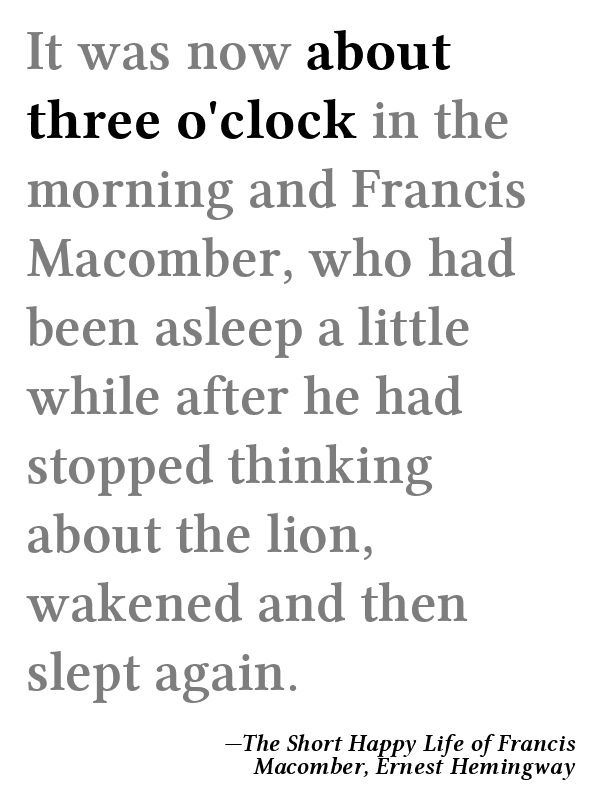 It was now about
three o'clock in the
morning and Francis
Macomber, who had
been asleep a little
while after he had
stopped thinking
about the lion,
wakened and then
slept again.
—The Short Happy Life of Francis
Macomber, Ernest Hemingway